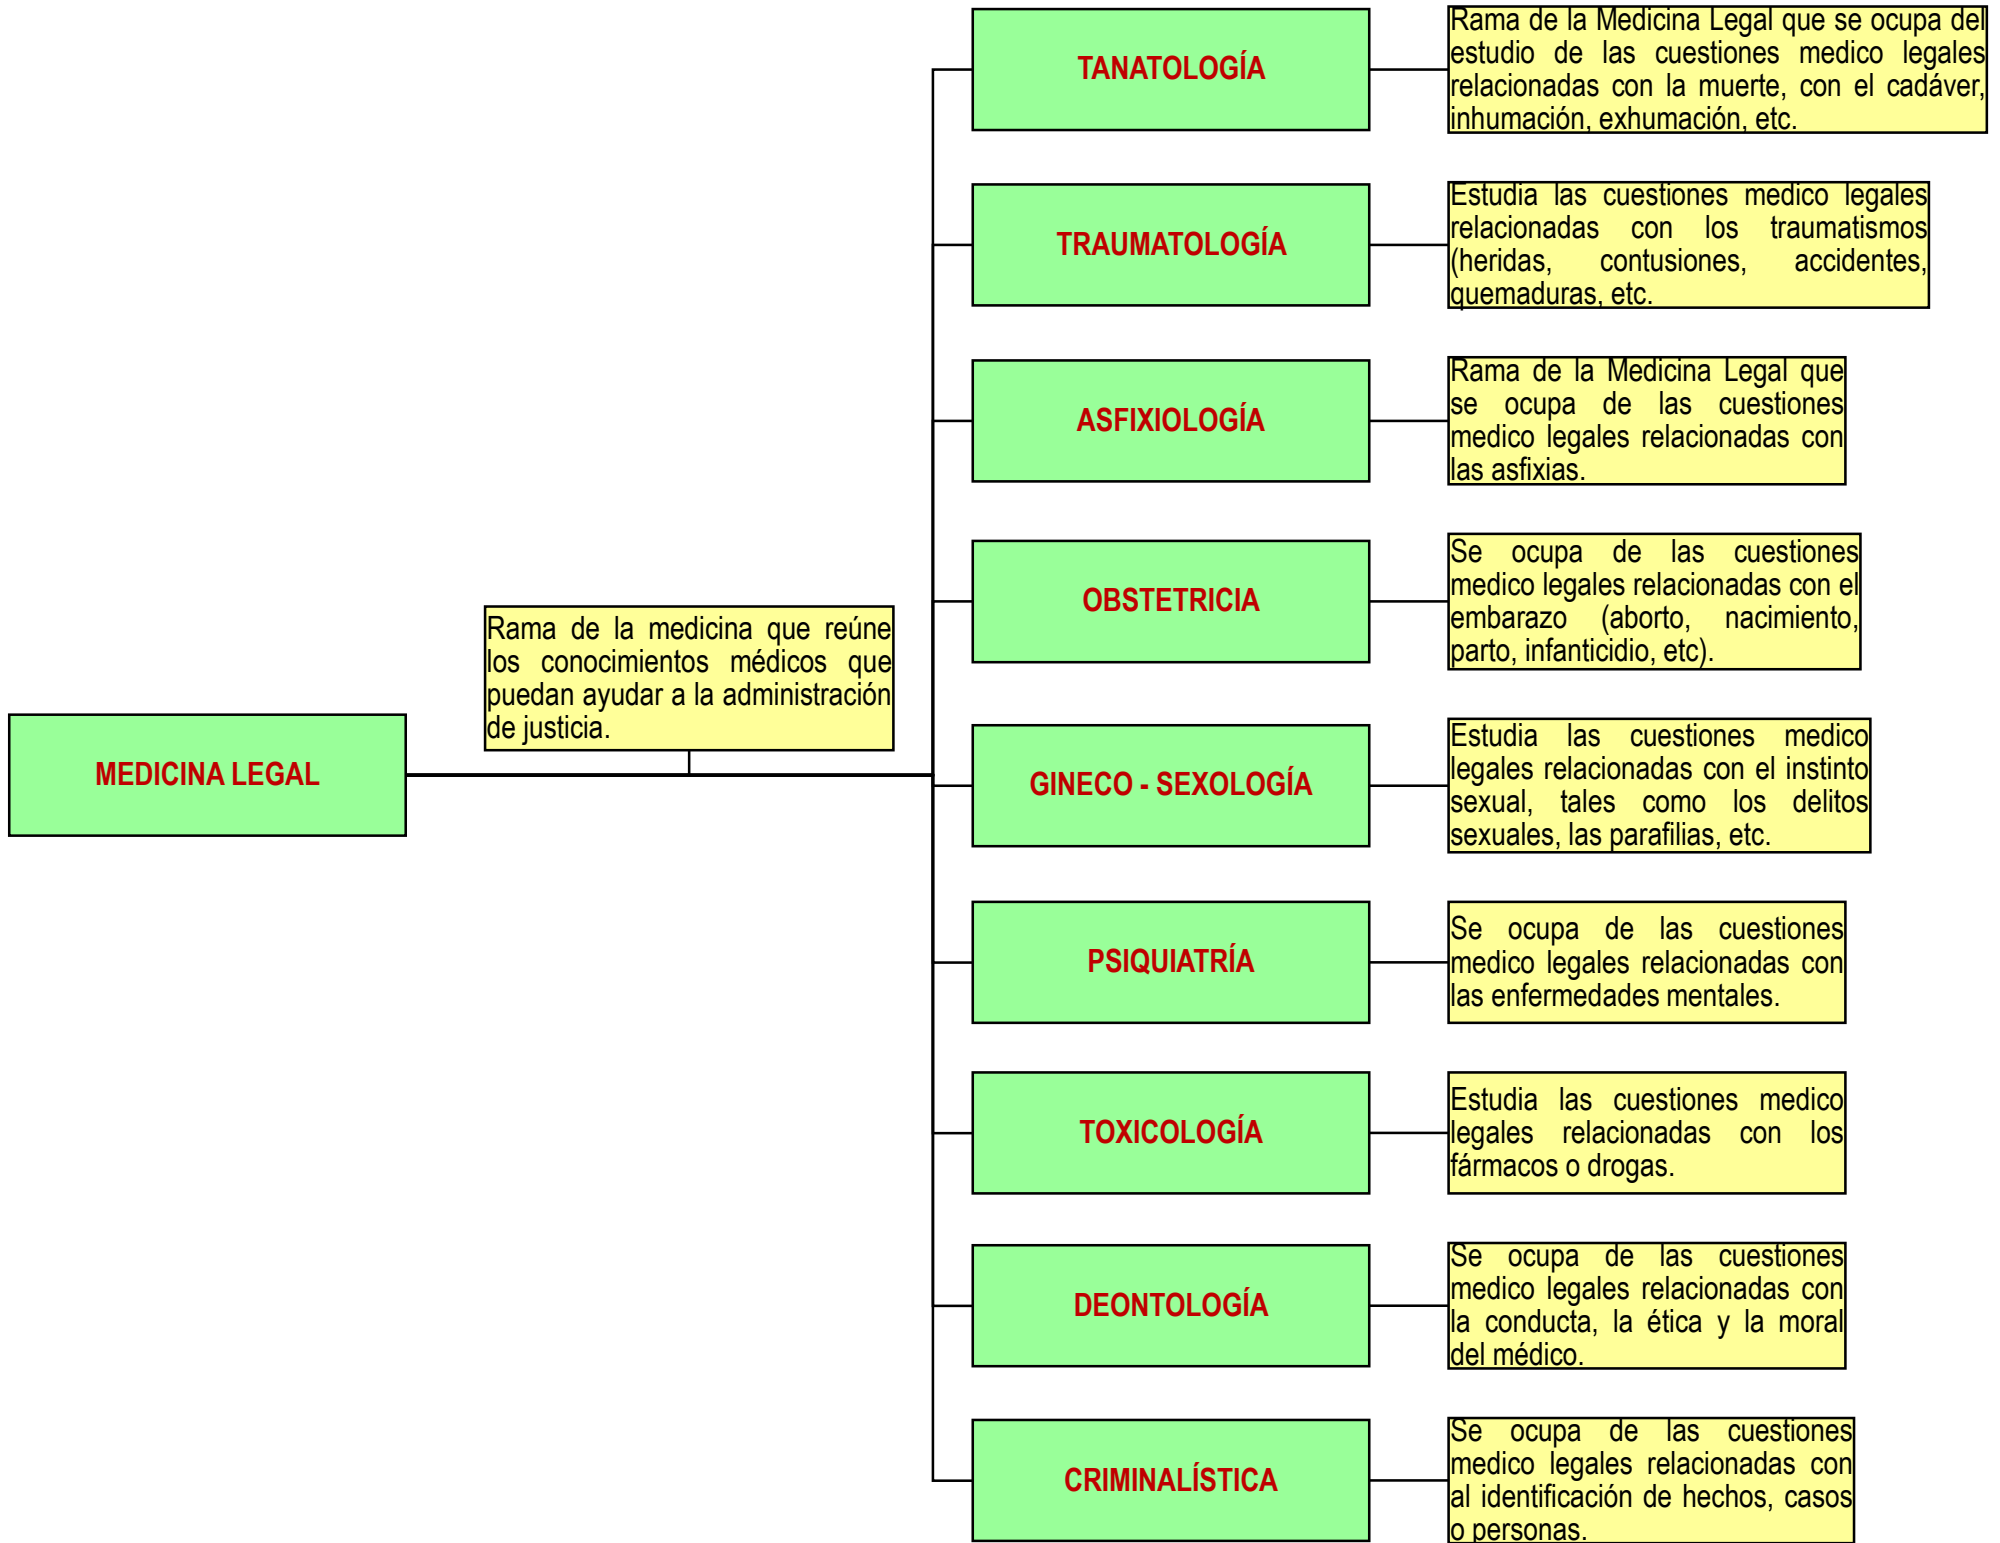 TANATOLOGÍA
Rama de la Medicina Legal que se ocupa del
estudio de las cuestiones medico legales
relacionadas con la muerte, con el cadáver,
inhumación, exhumación, etc.
TRAUMATOLOGÍA
Estudia las cuestiones medico legales
relacionadas con los traumatismos
(heridas, contusiones, accidentes,
quemaduras, etc.
ASFIXIOLOGÍA
Rama de la Medicina Legal que
se ocupa de las cuestiones
medico legales relacionadas con
las asfixias.
OBSTETRICIA
Se ocupa de las cuestiones
medico legales relacionadas con el
embarazo (aborto, nacimiento,
parto, infanticidio, etc).
Rama de la medicina que reúne
los conocimientos médicos que
puedan ayudar a la administración
de justicia.
MEDICINA LEGAL
GINECO - SEXOLOGÍA
Estudia las cuestiones medico
legales relacionadas con el instinto
sexual, tales como los delitos
sexuales, las parafilias, etc.
PSIQUIATRÍA
Se ocupa de las cuestiones
medico legales relacionadas con
las enfermedades mentales.
TOXICOLOGÍA
Estudia las cuestiones medico
legales relacionadas con los
fármacos o drogas.
DEONTOLOGÍA
Se ocupa de las cuestiones
medico legales relacionadas con
la conducta, la ética y la moral
del médico.
CRIMINALÍSTICA
Se ocupa de las cuestiones
medico legales relacionadas con
al identificación de hechos, casos
o personas.